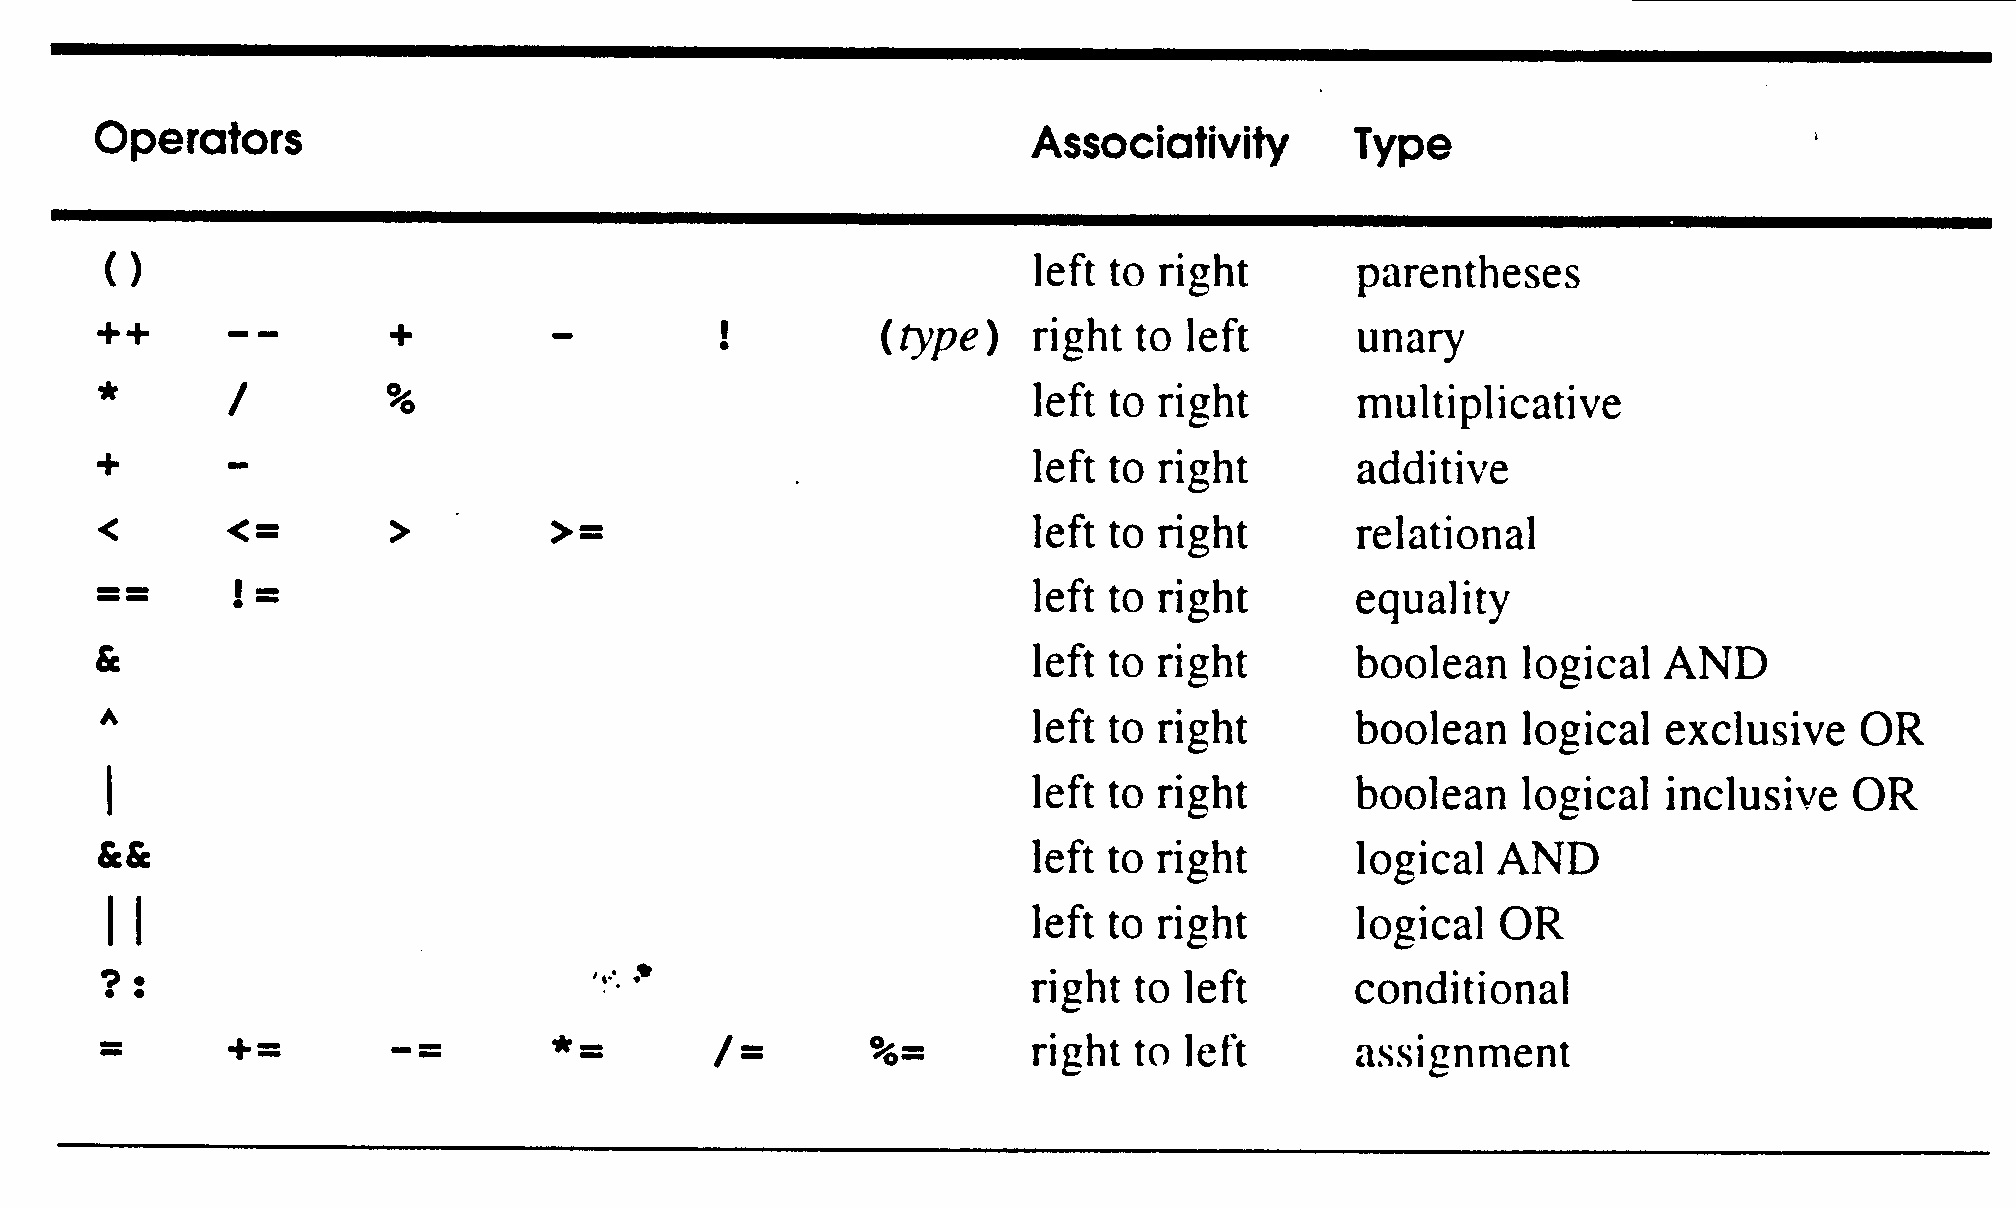 Operators Associativity Type
() left to right parentheses
++ -- + - ! (type) right to left unary
* / % left to right multiplicative
+ - left to right additive
< <= > >= left to right relational
== != left to right equality
& left to right boolean logical AND
^ left to right boolean logical exclusive OR
| left to right boolean logical inclusive OR
&& left to right logical AND
|| left to right logical OR
?: right to left conditional
= += -= *= /= %= right to left assignment